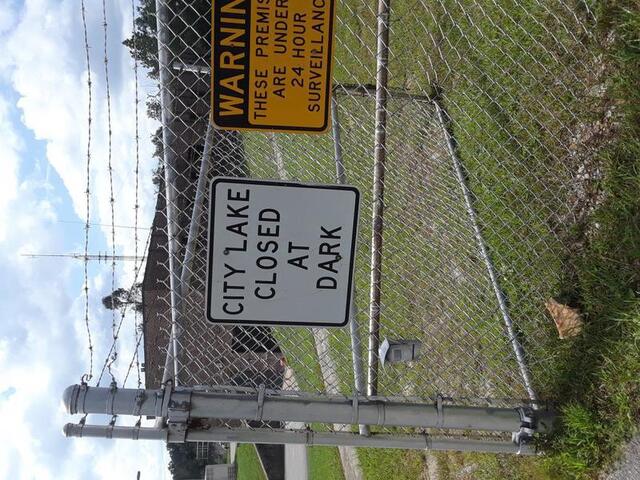 WARNIN
THESE PREMIS
ARE UNDER
24 HOUR
SURVEILLANC
CITY LAKE
CLOSED
AT
DARK